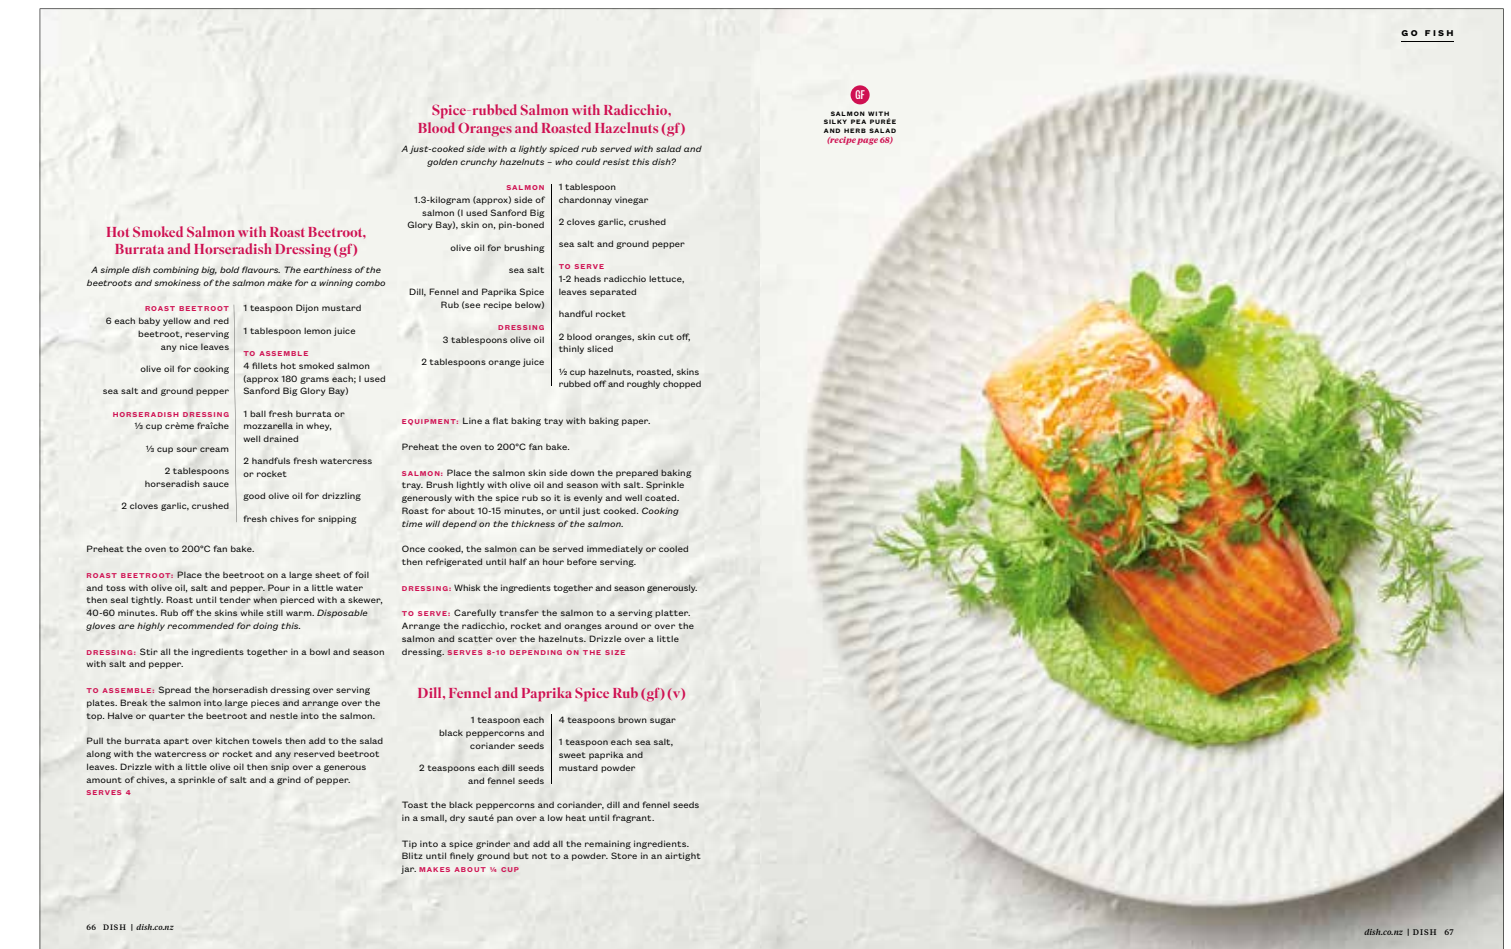 GO FISH
Hot Smoked Salmon with Roast Beetroot,
Burrata and Horseradish Dressing (gf)
A simple dish combining big, bold flavours. The earthiness of the
beetroots and smokiness of the salmon make for a winning combo
ROAST BEETROOT
6 each baby yellow and red
beetroot, reserving
any nice leaves
olive oil for cooking
sea salt and ground pepper
HORSERADISH DRESSING
⅓ cup crème fraîche
⅓ cup sour cream
2 tablespoons
horseradish sauce
2 cloves garlic, crushed
1 teaspoon Dijon mustard
1 tablespoon lemon juice
TO ASSEMBLE
4 fillets hot smoked salmon
(approx 180 grams each; I used
Sanford Big Glory Bay)
1 ball fresh burrata or
mozzarella in whey,
well drained
2 handfuls fresh watercress
or rocket
good olive oil for drizzling
fresh chives for snipping
Preheat the oven to 200°C fan bake.
ROAST BEETROOT: Place the beetroot on a large sheet of foil
and toss with olive oil, salt and pepper. Pour in a little water
then seal tightly. Roast until tender when pierced with a skewer,
40-60 minutes. Rub off the skins while still warm. Disposable
gloves are highly recommended for doing this.
DRESSING: Stir all the ingredients together in a bowl and season
with salt and pepper.
TO ASSEMBLE: Spread the horseradish dressing over serving
plates. Break the salmon into large pieces and arrange over the
top. Halve or quarter the beetroot and nestle into the salmon.
Pull the burrata apart over kitchen towels then add to the salad
along with the watercress or rocket and any reserved beetroot
leaves. Drizzle with a little olive oil then snip over a generous
amount of chives, a sprinkle of salt and a grind of pepper.
SERVES 4
Spice-rubbed Salmon with Radicchio,
Blood Oranges and Roasted Hazelnuts (gf)
A just-cooked side with a lightly spiced rub served with salad and
golden crunchy hazelnuts – who could resist this dish?
SALMON
1.3-kilogram (approx) side of
salmon (I used Sanford Big
Glory Bay), skin on, pin-boned
olive oil for brushing
sea salt
Dill, Fennel and Paprika Spice
Rub (see recipe below)
DRESSING
3 tablespoons olive oil
2 tablespoons orange juice
1 tablespoon
chardonnay vinegar
2 cloves garlic, crushed
sea salt and ground pepper
TO SERVE
1-2 heads radicchio lettuce,
leaves separated
handful rocket
2 blood oranges, skin cut off,
thinly sliced
½ cup hazelnuts, roasted, skins
rubbed off and roughly chopped
EQUIPMENT: Line a flat baking tray with baking paper.
Preheat the oven to 200°C fan bake.
SALMON: Place the salmon skin side down the prepared baking
tray. Brush lightly with olive oil and season with salt. Sprinkle
generously with the spice rub so it is evenly and well coated.
Roast for about 10-15 minutes, or until just cooked. Cooking
time will depend on the thickness of the salmon.
Once cooked, the salmon can be served immediately or cooled
then refrigerated until half an hour before serving.
DRESSING: Whisk the ingredients together and season generously.
TO SERVE: Carefully transfer the salmon to a serving platter.
Arrange the radicchio, rocket and oranges around or over the
salmon and scatter over the hazelnuts. Drizzle over a little
dressing. SERVES 8-10 DEPENDING ON THE SIZE
Dill, Fennel and Paprika Spice Rub (gf) (v)
1 teaspoon each
black peppercorns and
coriander seeds
2 teaspoons each dill seeds
and fennel seeds
4 teaspoons brown sugar
1 teaspoon each sea salt,
sweet paprika and
mustard powder
Toast the black peppercorns and coriander, dill and fennel seeds
in a small, dry sauté pan over a low heat until fragrant.
Tip into a spice grinder and add all the remaining ingredients.
Blitz until finely ground but not to a powder. Store in an airtight
jar. MAKES ABOUT ¼ CUP
GF
SALMON WITH
SILKY PEA PURÉE
AND HERB SALAD
(recipe page 68)
66 DISH | dish.co.nz
dish.co.nz | DISH 67